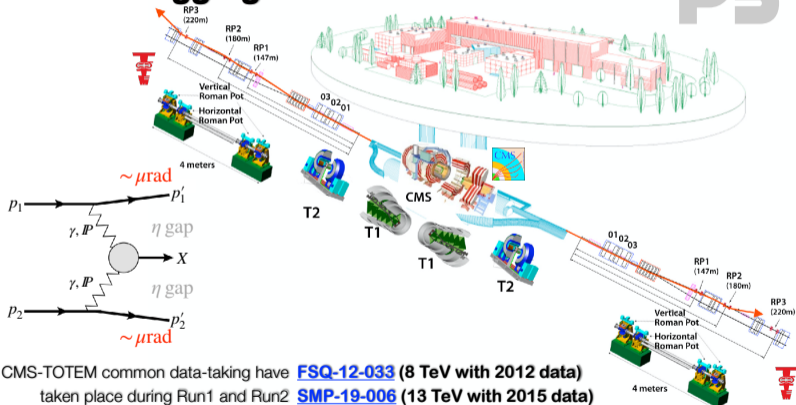 RP3
(220m)
RP2
(180m)
RP1
(147m)
Vertical
Roman Pot
Horizontal
Roman Pot
4 meters
03
02
01
CMS
CMS
T2
T1
T1
T2
01
02
03
RP1
(147m)
RP2
(180m)
RP3
(220m)
Vertical
Roman Pot
Horizontal
Roman Pot
4 meters
~μrad
p₁
p₁′
γ, IP
η gap
X
γ, IP
η gap
p₂
p₂′
~μrad
CMS-TOTEM common data-taking have FSQ-12-033 (8 TeV with 2012 data)
taken place during Run1 and Run2 SMP-19-006 (13 TeV with 2015 data)